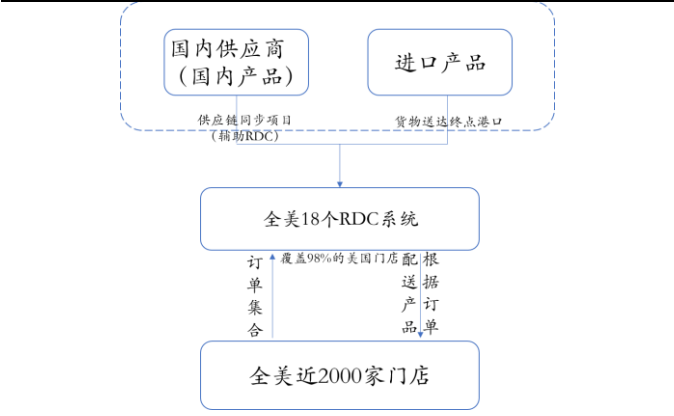 国内供应商
（国内产品）
进口产品
供应链同步项目
（辅助RDC）
货物送达终点港口
全美18个RDC系统
覆盖98%的美国门店
订单集合
根据订单
配送产品
全美近2000家门店